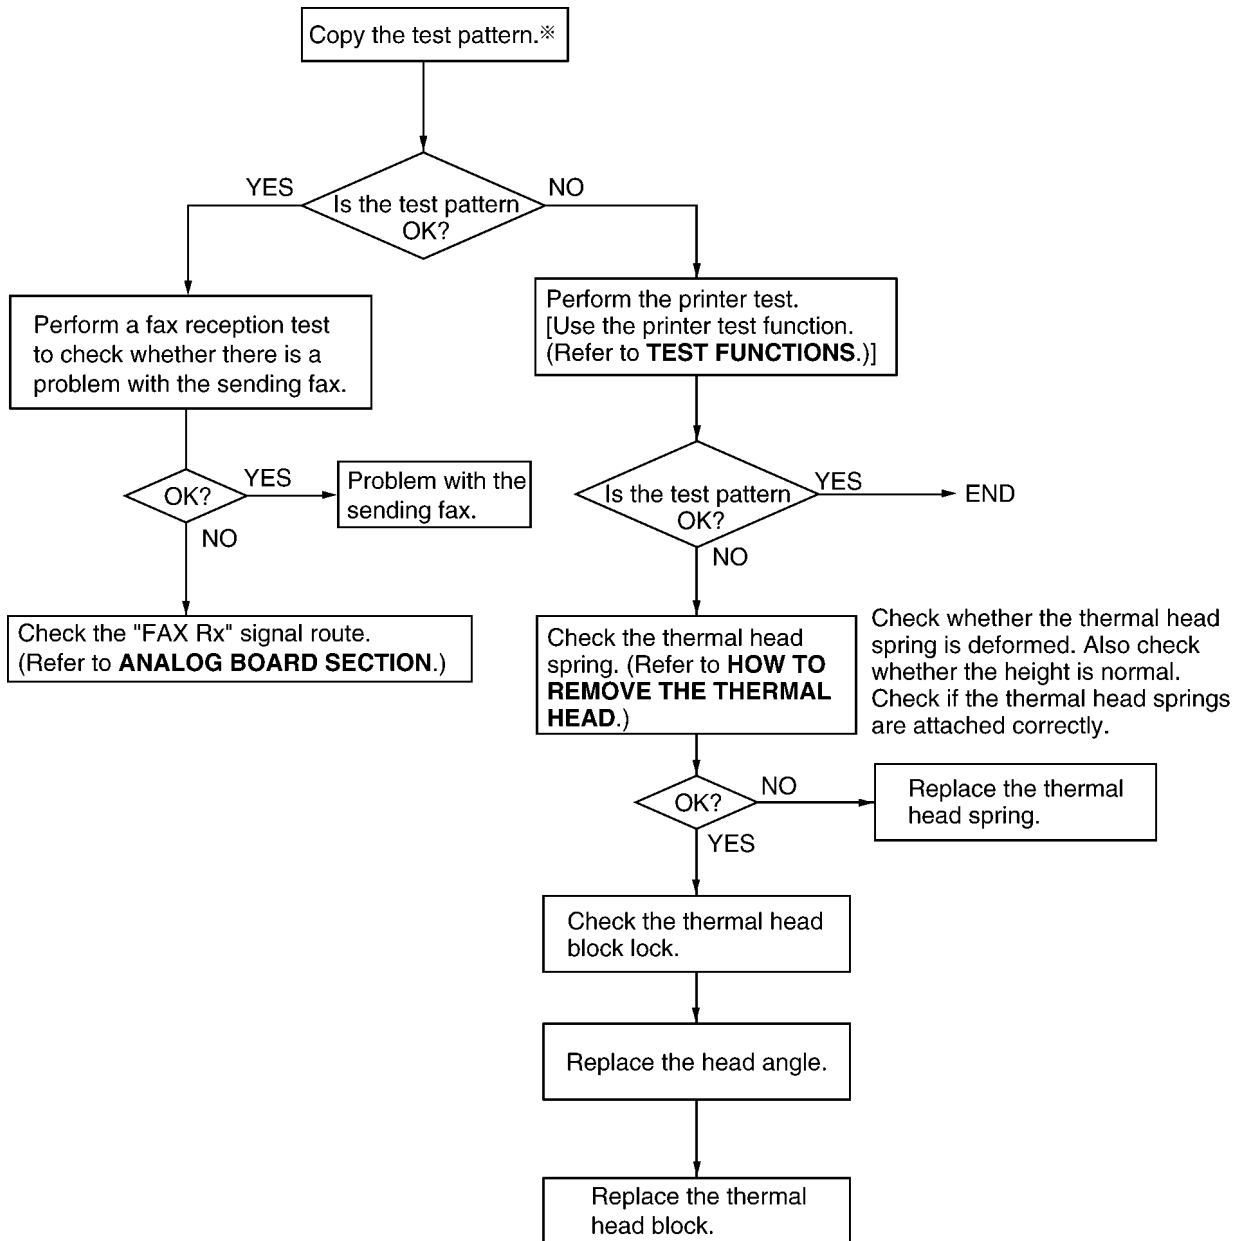 Copy the test pattern.※
YES
NO
Is the test pattern
OK?
Perform a fax reception test
to check whether there is a
problem with the sending fax.
Perform the printer test.
[Use the printer test function.
(Refer to TEST FUNCTIONS.)]
OK?
YES
Problem with the
sending fax.
NO
Is the test pattern
OK?
YES
END
NO
Check the "FAX Rx" signal route.
(Refer to ANALOG BOARD SECTION.)
Check the thermal head
spring. (Refer to HOW TO
REMOVE THE THERMAL
HEAD.)
Check whether the thermal head
spring is deformed. Also check
whether the height is normal.
Check if the thermal head springs
are attached correctly.
OK?
NO
Replace the thermal
head spring.
YES
Check the thermal head
block lock.
Replace the head angle.
Replace the thermal
head block.